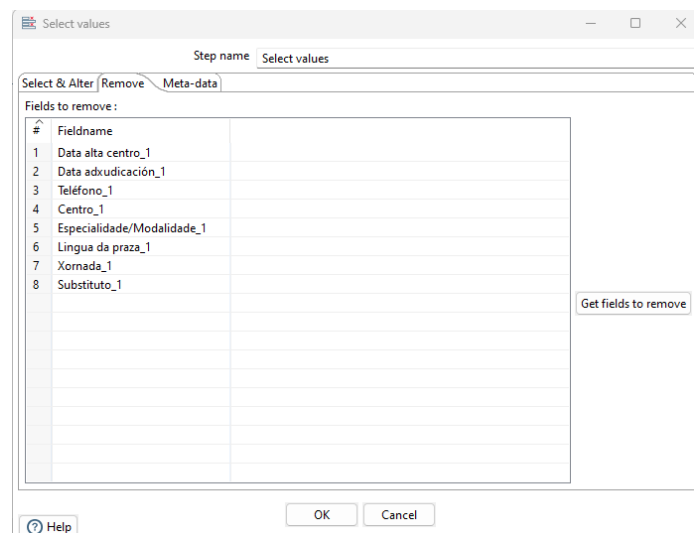 Select values
Step name Select values
Select & Alter Remove Meta-data
Fields to remove :
# Fieldname
1 Data alta centro_1
2 Data adxudicación_1
3 Teléfono_1
4 Centro_1
5 Especialidade/Modalidade_1
6 Lingua da praza_1
7 Xornada_1
8 Substituto_1
Get fields to remove
OK Cancel
? Help